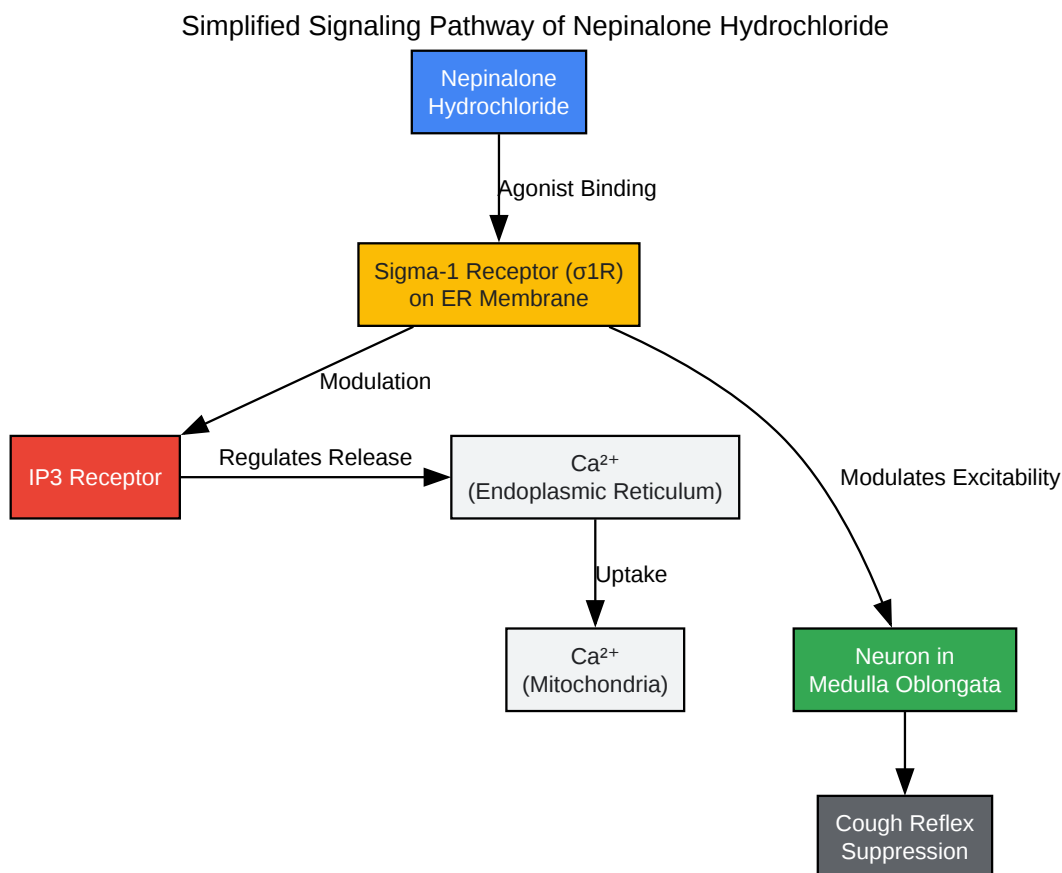 Simplified Signaling Pathway of Nepinalone Hydrochloride
Nepinalone
Hydrochloride
Agonist Binding
Sigma-1 Receptor (σ1R)
on ER Membrane
Modulation
IP3 Receptor
Regulates Release
Ca²⁺
(Endoplasmic Reticulum)
Modulates Excitability
Uptake
Ca²⁺
(Mitochondria)
Neuron in
Medulla Oblongata
Cough Reflex
Suppression